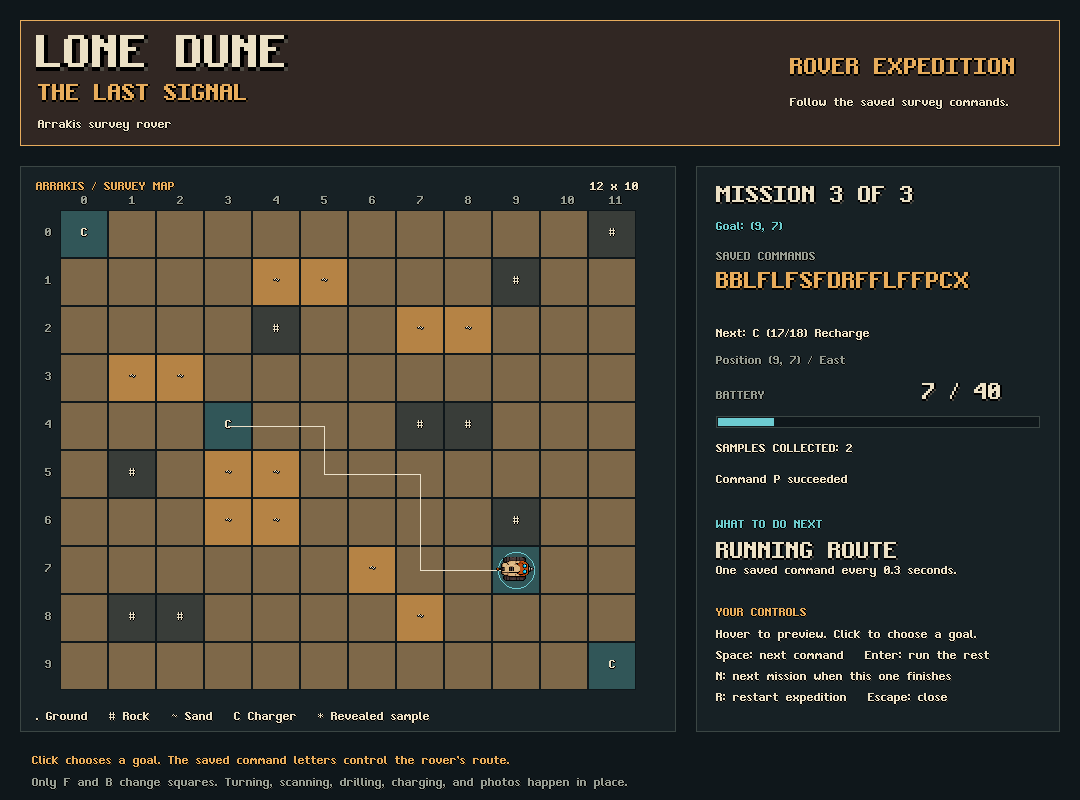 LONE DUNE
THE LAST SIGNAL
Arrakis survey rover
ROVER EXPEDITION
Follow the saved survey commands.
ARRAKIS / SURVEY MAP
12 x 10
0 1 2 3 4 5 6 7 8 9 10 11
0 C #
1 ~ ~ #
2 # ~ ~
3 ~ ~
4 C # #
5 # ~ ~
6 ~ ~ #
7 ~
8 # # ~
9 C
. Ground # Rock ~ Sand C Charger * Revealed sample
MISSION 3 OF 3
Goal: (9, 7)
SAVED COMMANDS
BBLFLFSFDRFFLFFPCX
Next: C (17/18) Recharge
Position (9, 7) / East
BATTERY 7 / 40
SAMPLES COLLECTED: 2
Command P succeeded
WHAT TO DO NEXT
RUNNING ROUTE
One saved command every 0.3 seconds.
YOUR CONTROLS
Hover to preview. Click to choose a goal.
Space: next command Enter: run the rest
N: next mission when this one finishes
R: restart expedition Escape: close
Click chooses a goal. The saved command letters control the rover's route.
Only F and B change squares. Turning, scanning, drilling, charging, and photos happen in place.